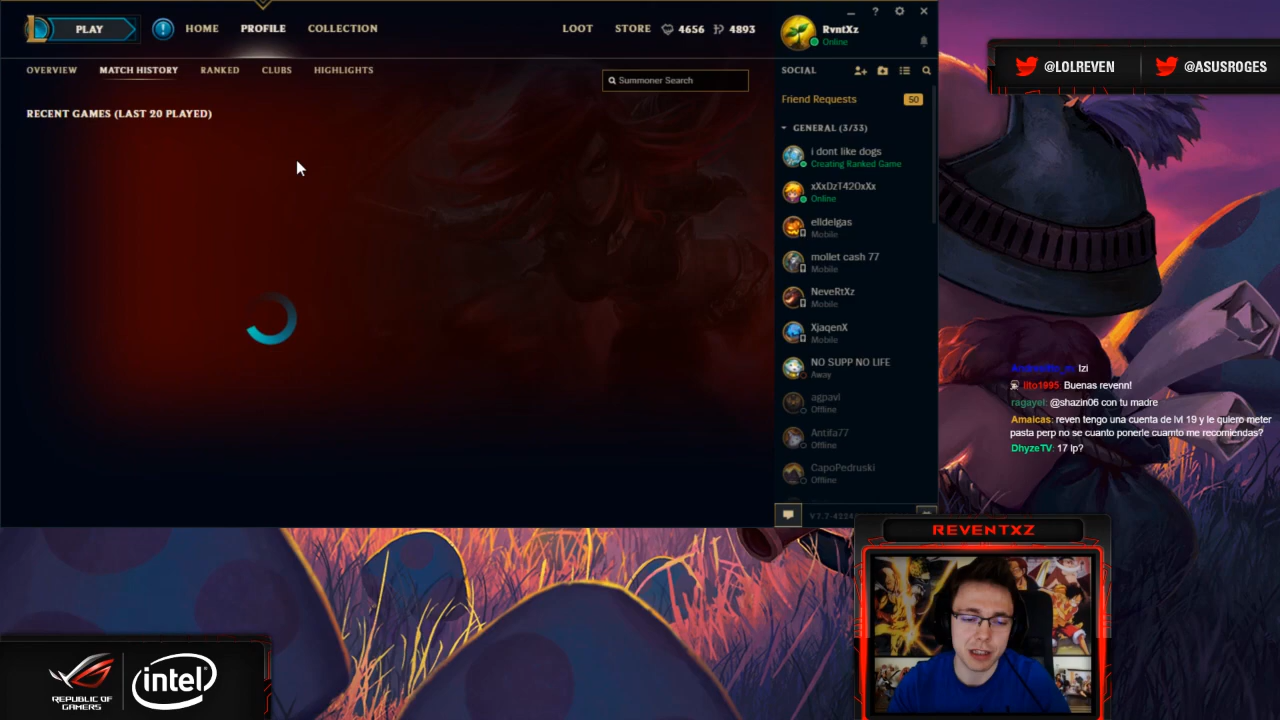 PLAY
HOME
PROFILE
COLLECTION
LOOT
STORE
4656
4893
?
RvntXz
Online
OVERVIEW
MATCH HISTORY
RANKED
CLUBS
HIGHLIGHTS
Summoner Search
RECENT GAMES (LAST 20 PLAYED)
SOCIAL
Friend Requests
50
GENERAL (3/33)
i dont like dogs
Creating Ranked Game
xXxDzT420xXx
Online
elldelgas
Mobile
mollet cash 77
Mobile
NeveRtXz
Mobile
XjaqenX
Mobile
NO SUPP NO LIFE
Away
agpavl
Offline
Antifa77
Offline
CapoPedruski
Offline
@LOLREVEN
@ASUSROGES
Izi
lito1995: Buenas revenn!
ragayel: @shazin06 con tu madre
Amaicas: reven tengo una cuenta de lvl 19 y le quiero meter
pasta perp no se cuanto ponerle cuamto me recomiendas?
DhyzeTV: 17 lp?
REVENTXZ
REPUBLIC OF
GAMERS
intel